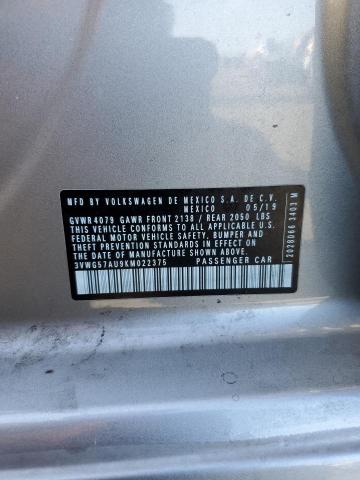 MFD BY VOLKSWAGEN DE MEXICO S.A. DE C.V.
MEXICO 05/19
GVWR 4079 GAWR FRONT 2138 / REAR 2050 LBS
THIS VEHICLE CONFORMS TO ALL APPLICABLE U.S.
FEDERAL MOTOR VEHICLE SAFETY, BUMPER AND
THEFT PREVENTION STANDARDS IN EFFECT ON THE
DATE OF MANUFACTURE SHOWN ABOVE
3VWG57AU9KM022375 PASSENGER CAR
2028066 3403 M